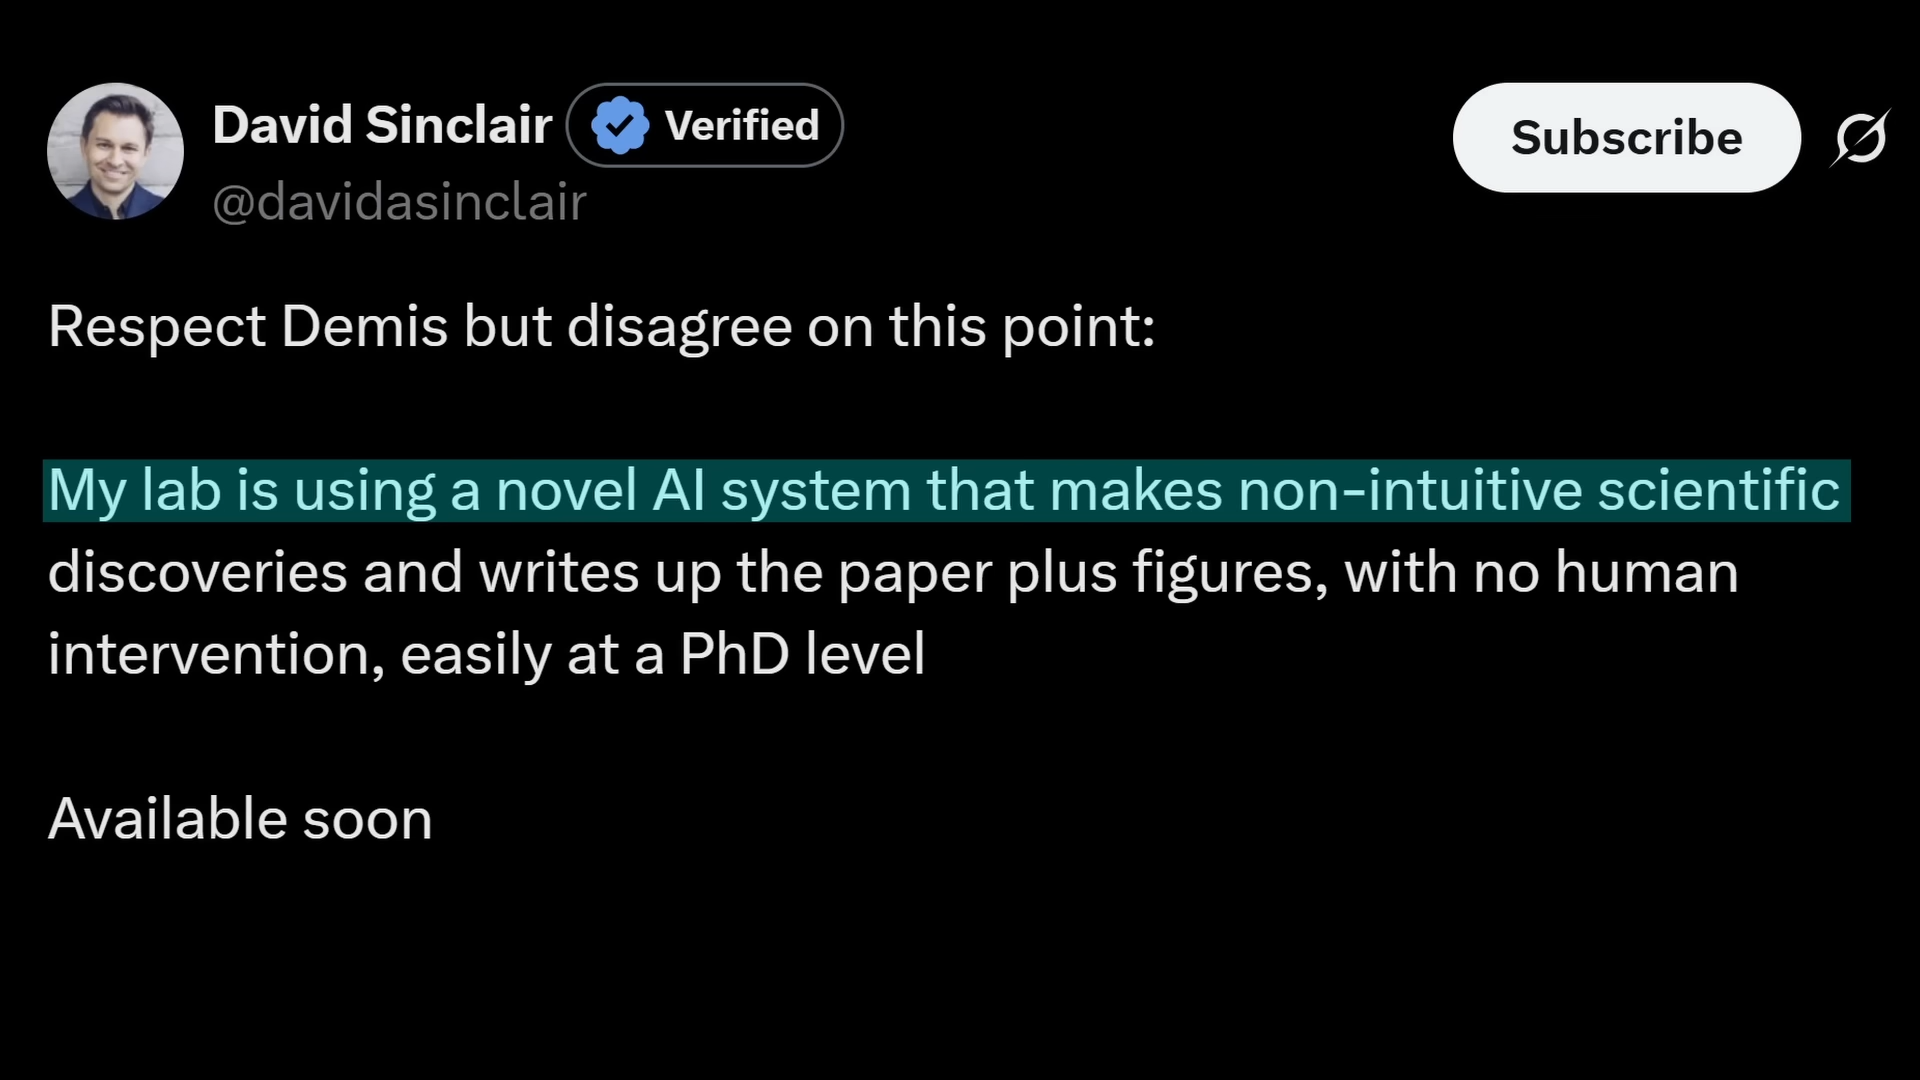 David Sinclair Verified
Subscribe
@davidasinclair
Respect Demis but disagree on this point:
My lab is using a novel AI system that makes non-intuitive scientific
discoveries and writes up the paper plus figures, with no human
intervention, easily at a PhD level
Available soon